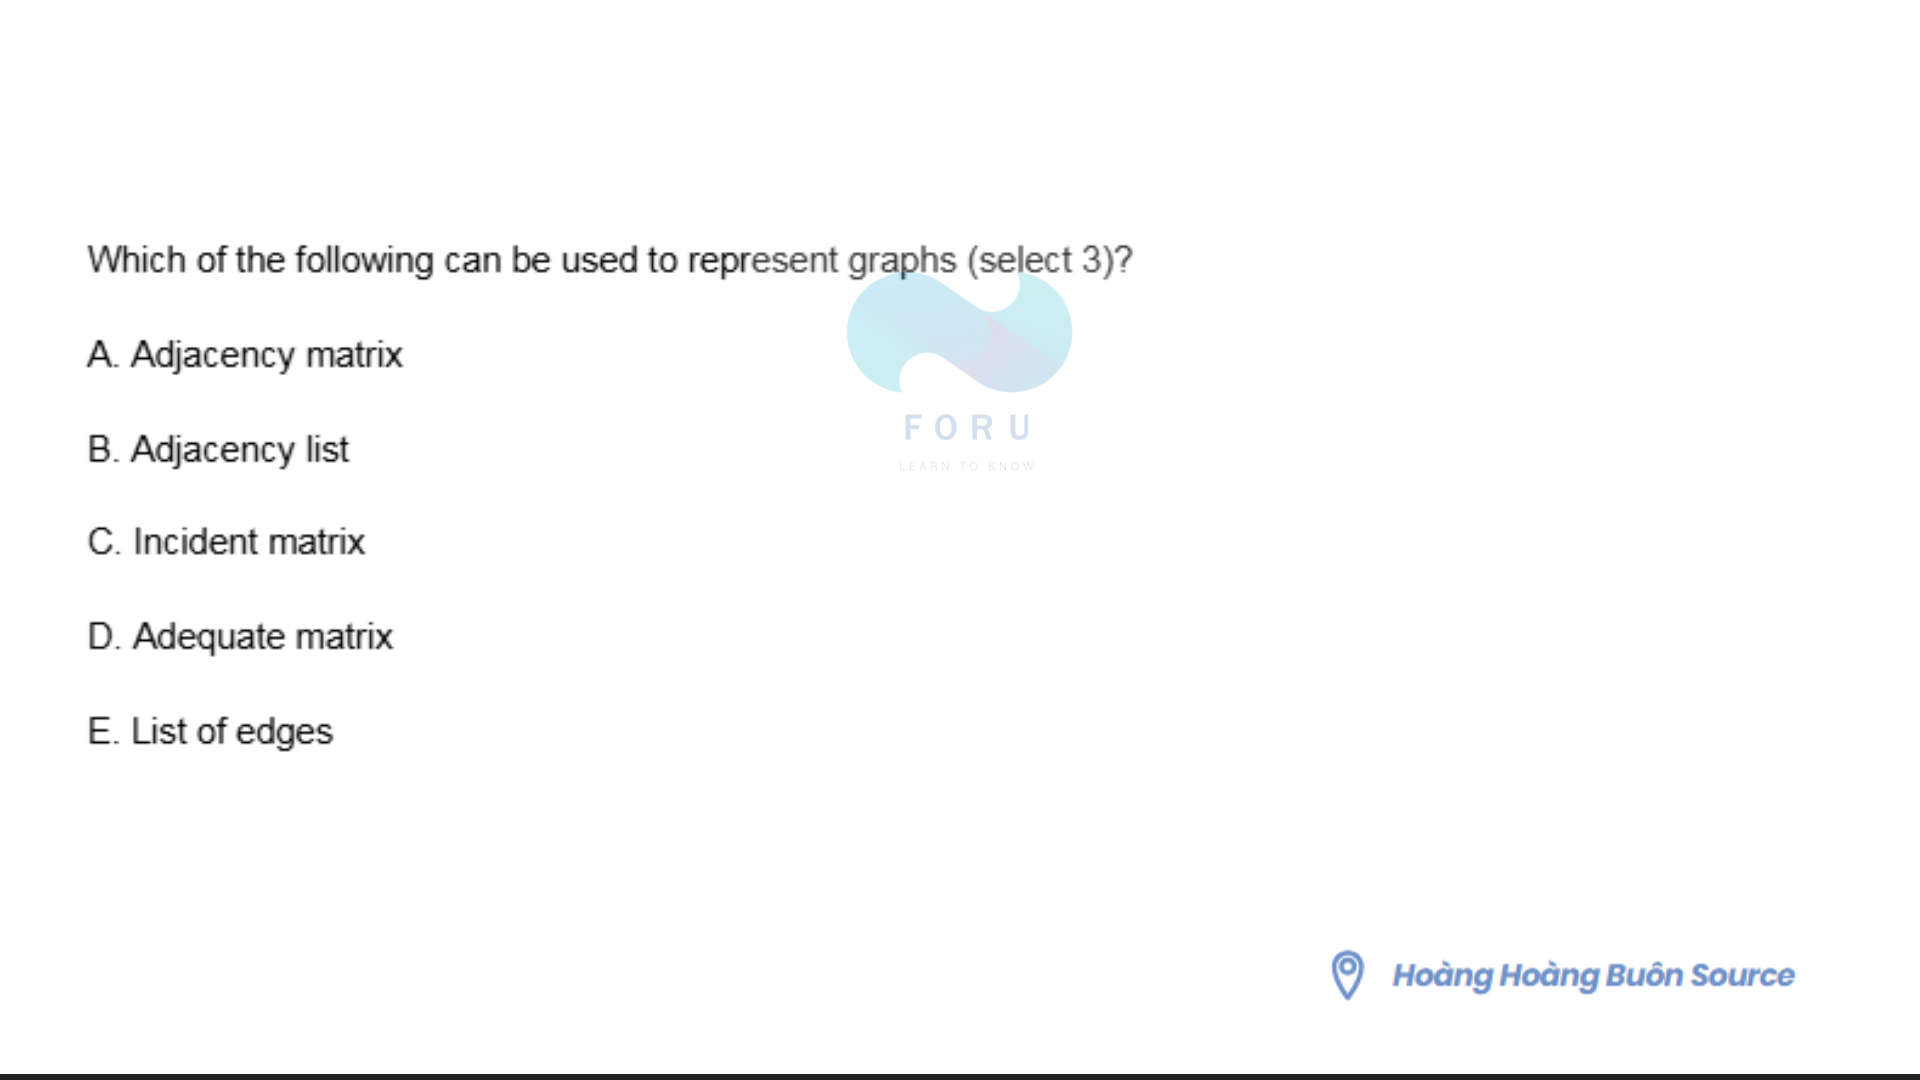 Which of the following can be used to represent graphs (select 3)?
A. Adjacency matrix
FORU
B. Adjacency list
LEARN TO KNOW
C. Incident matrix
D. Adequate matrix
E. List of edges
Hoàng Hoàng Buôn Source